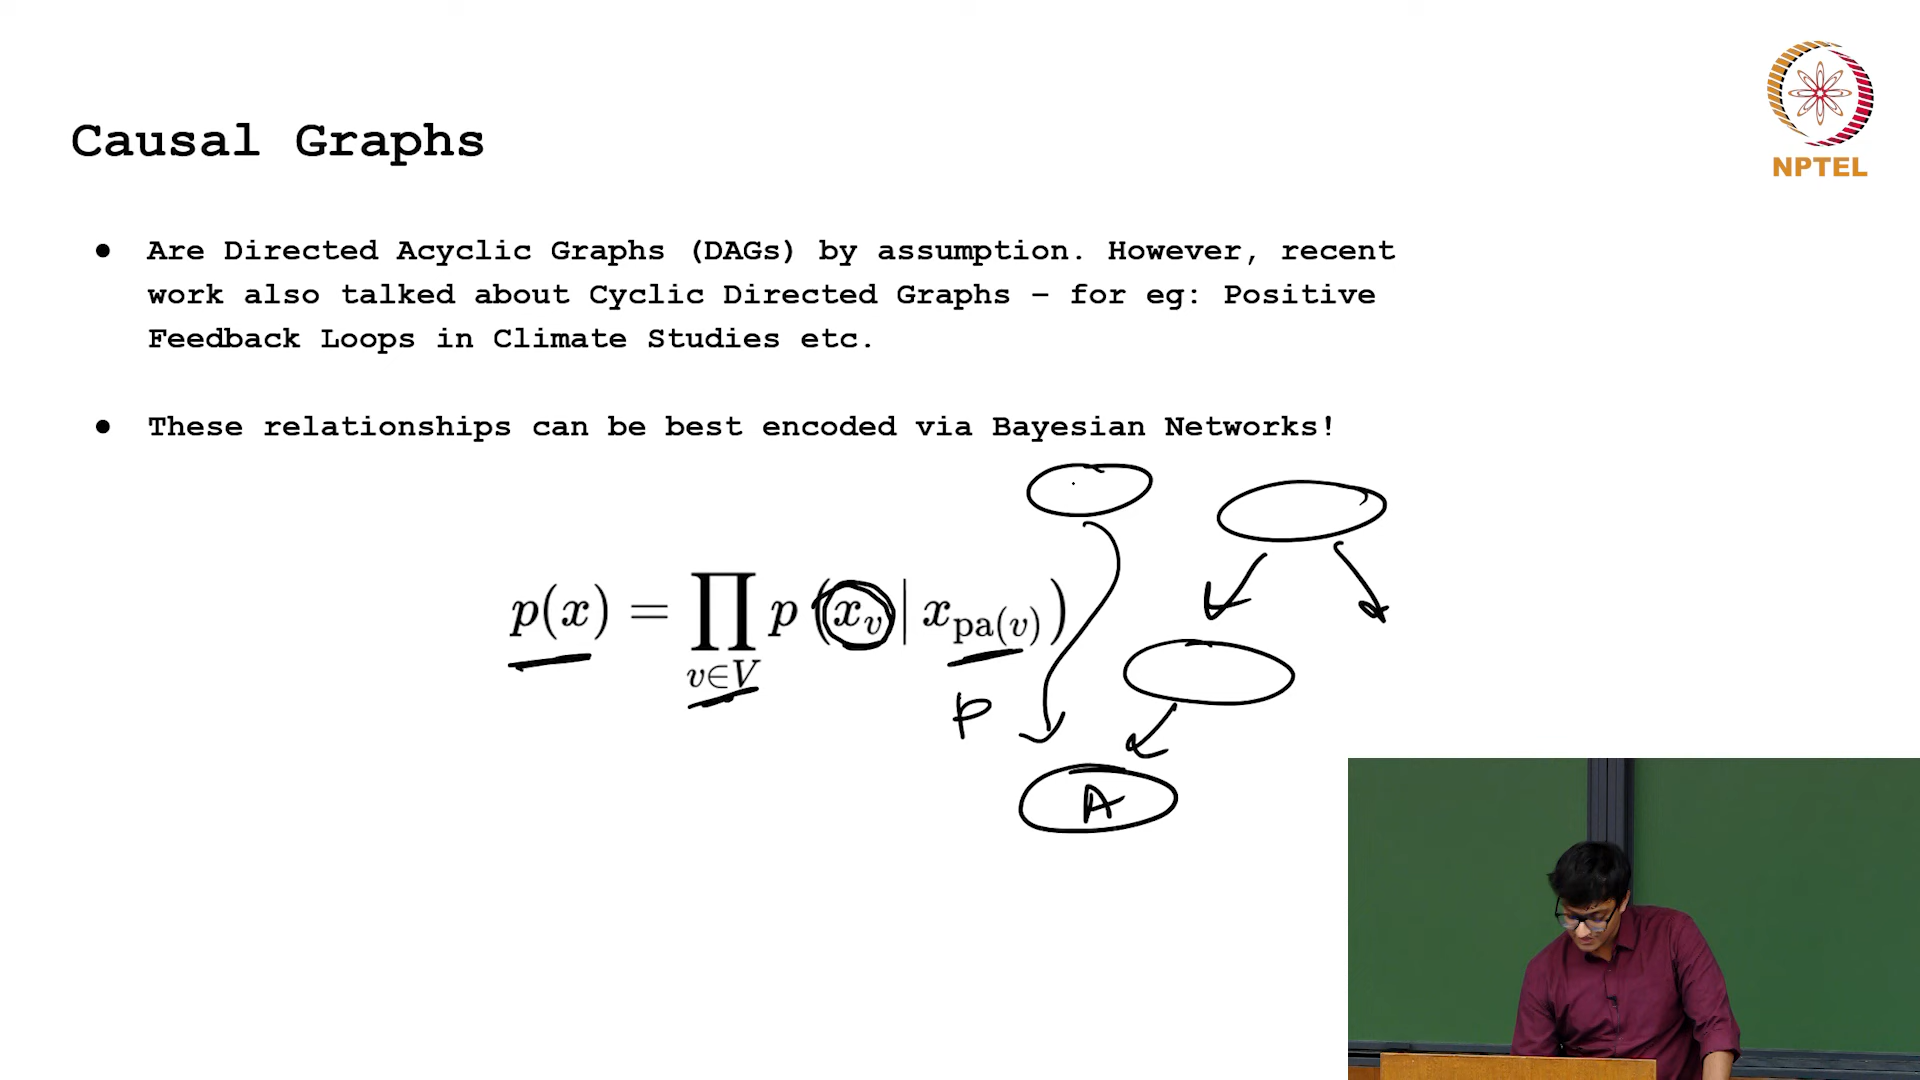 NPTEL
Causal Graphs
● Are Directed Acyclic Graphs (DAGs) by assumption. However, recent
work also talked about Cyclic Directed Graphs – for eg: Positive
Feedback Loops in Climate Studies etc.
● These relationships can be best encoded via Bayesian Networks!
p(x) = ∏_{v∈V} p (x_v | x_{pa(v)})
P
A